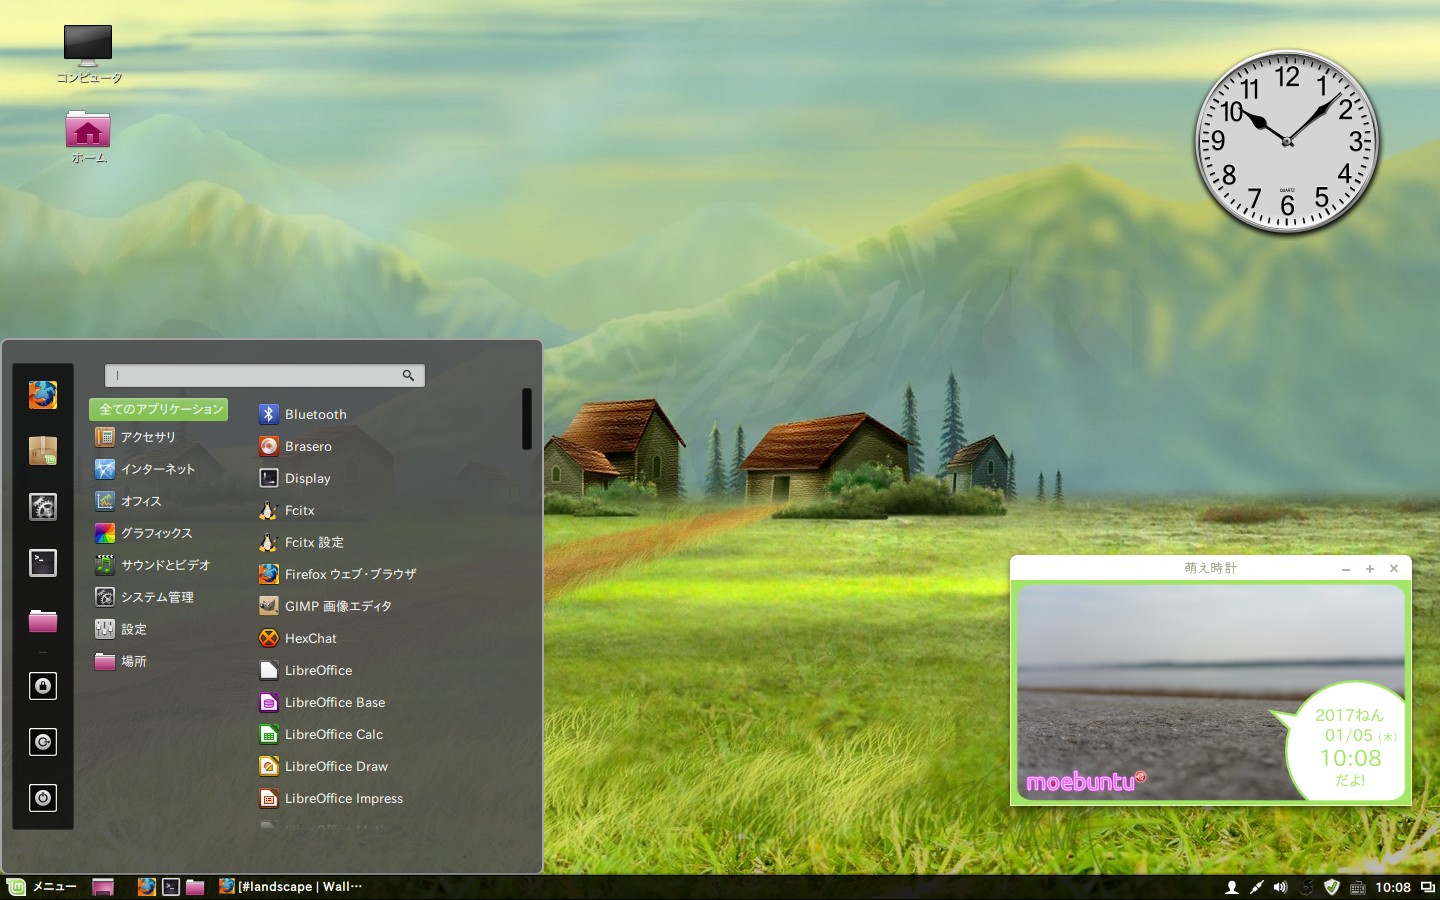 コンピュータ
ホーム
12
1
2
3
4
5
6
7
8
9
10
11
QUARTZ
全てのアプリケーション
アクセサリ
インターネット
オフィス
グラフィックス
サウンドとビデオ
システム管理
設定
場所
Bluetooth
Brasero
Display
Fcitx
Fcitx 設定
Firefox ウェブ・ブラウザ
GIMP 画像エディタ
HexChat
LibreOffice
LibreOffice Base
LibreOffice Calc
LibreOffice Draw
LibreOffice Impress
萌え時計
2017ねん
01/05 (木)
10:08
だよ!
moebuntu
メニュー
[#landscape | Wall…
10:08